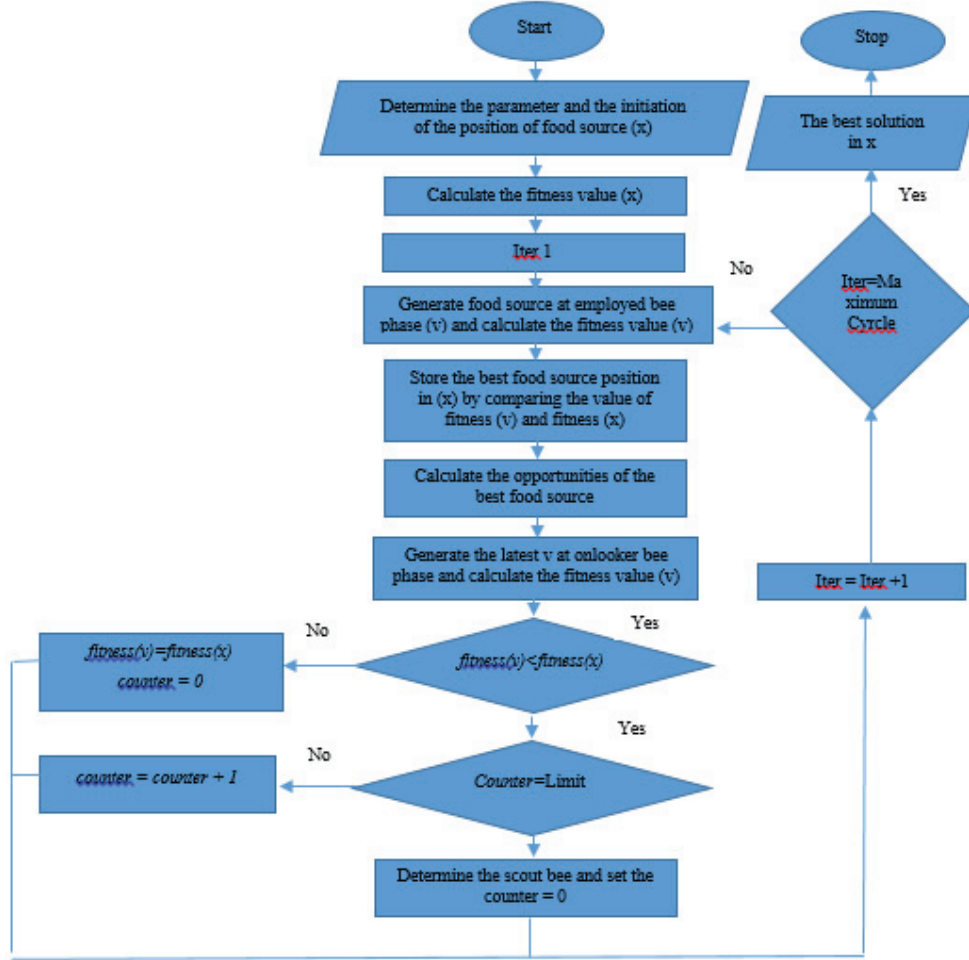 Start
Determine the parameter and the initiation
of the position of food source (x)
Calculate the fitness value (x)
Iter 1
Generate food source at employed bee
phase (v) and calculate the fitness value (v)
Store the best food source position
in (x) by comparing the value of
fitness (v) and fitness (x)
Calculate the opportunities of the
best food source
Generate the latest v at onlooker bee
phase and calculate the fitness value (v)
No
Yes
fitness(v)<fitness(x)
fitness(v)=fitness(x)
counter = 0
No
Yes
Counter=Limit
counter = counter + 1
Determine the scout bee and set the
counter = 0
Iter = Iter +1
Iter=Ma
ximum
Cyrcle
No
Yes
The best solution
in x
Stop